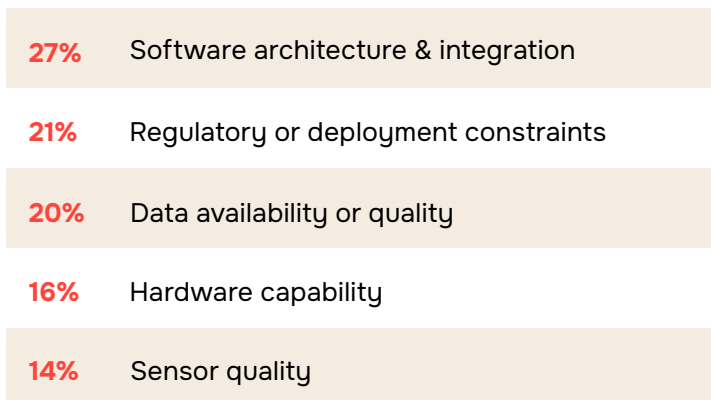 27% Software architecture & integration
21% Regulatory or deployment constraints
20% Data availability or quality
16% Hardware capability
14% Sensor quality